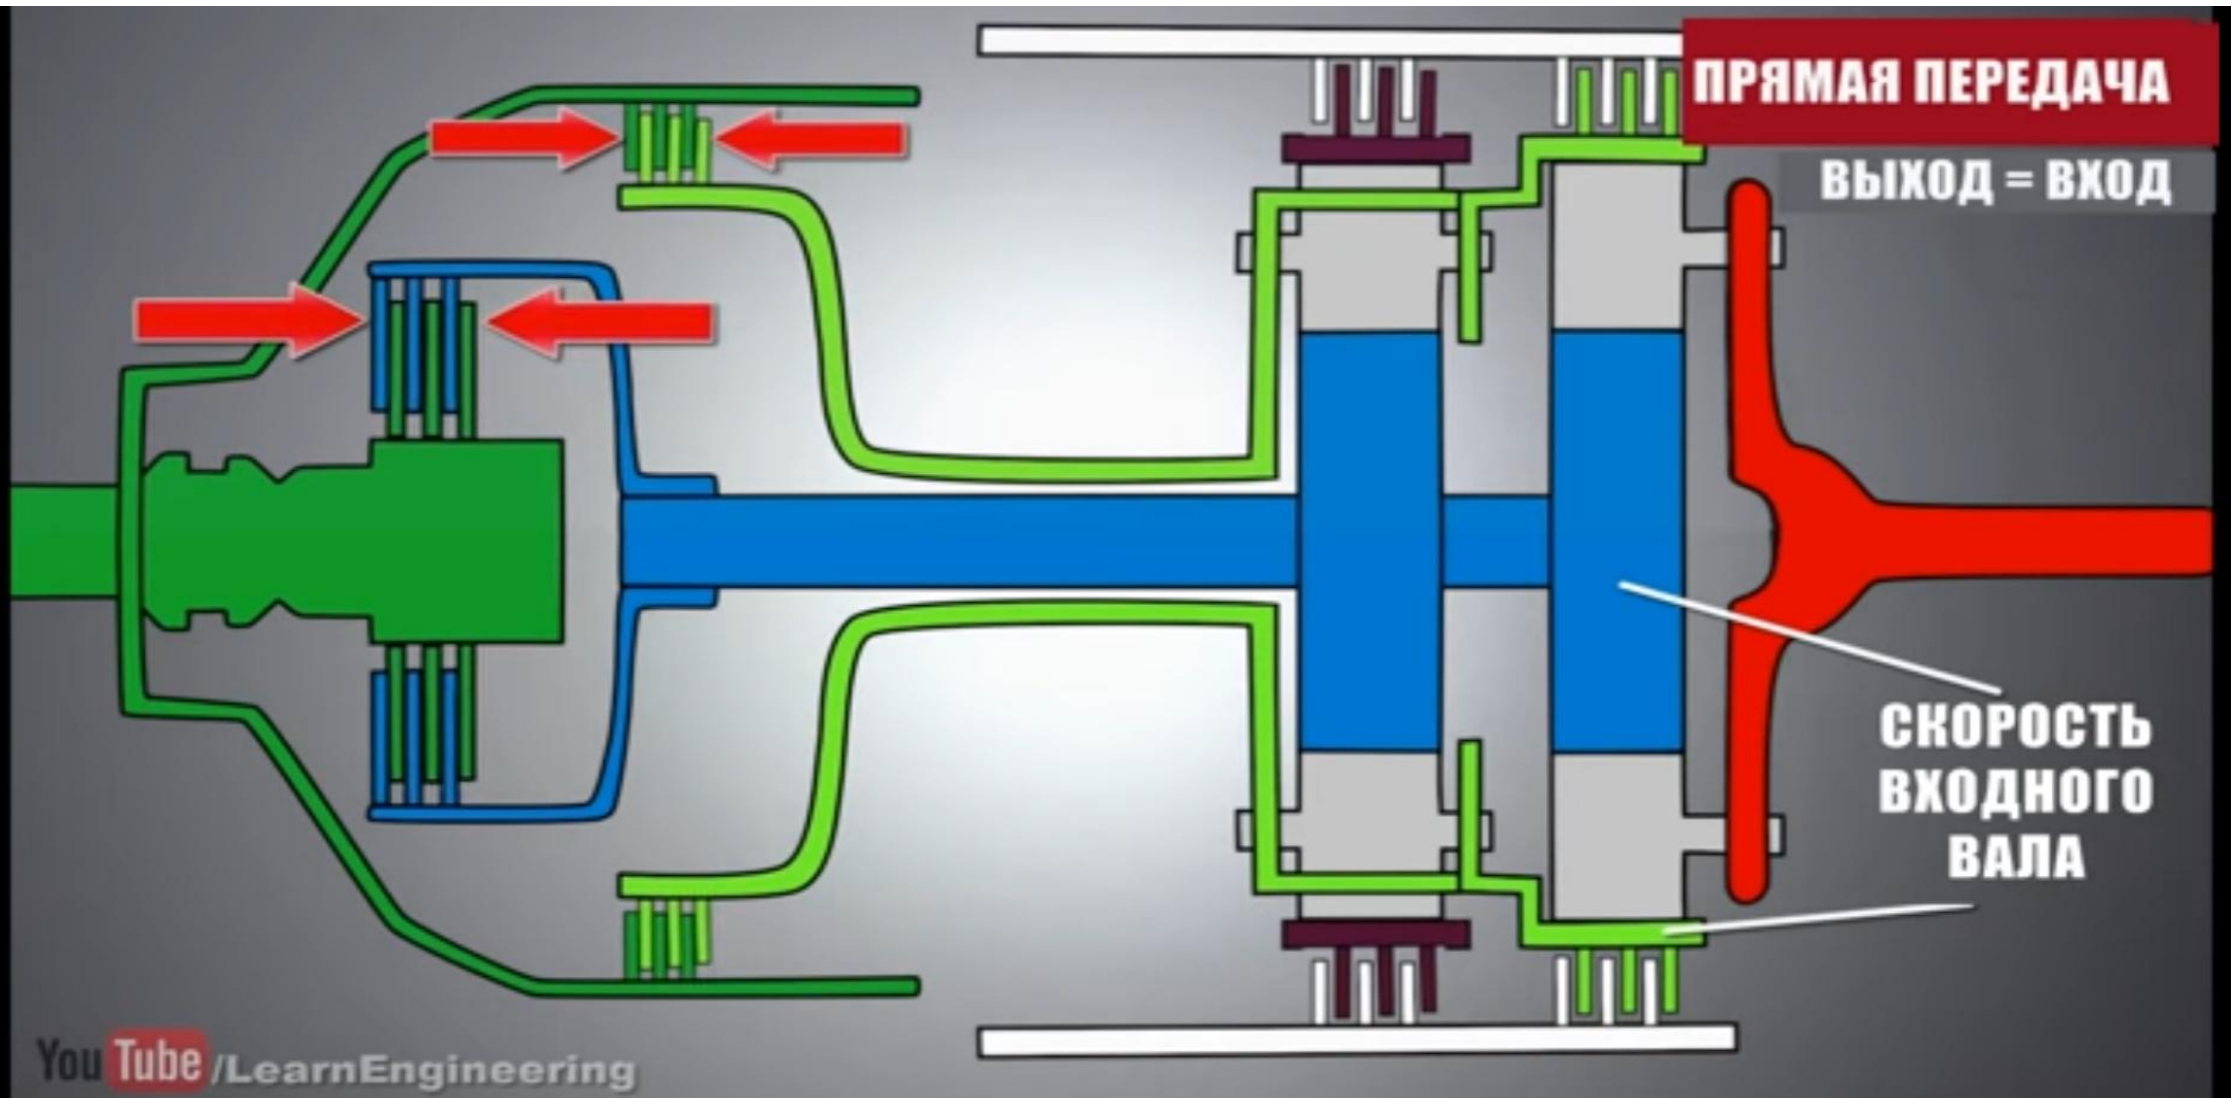 ПРЯМАЯ ПЕРЕДАЧА
ВЫХОД = ВХОД
СКОРОСТЬ
ВХОДНОГО
ВАЛА
YouTube/LearnEngineering